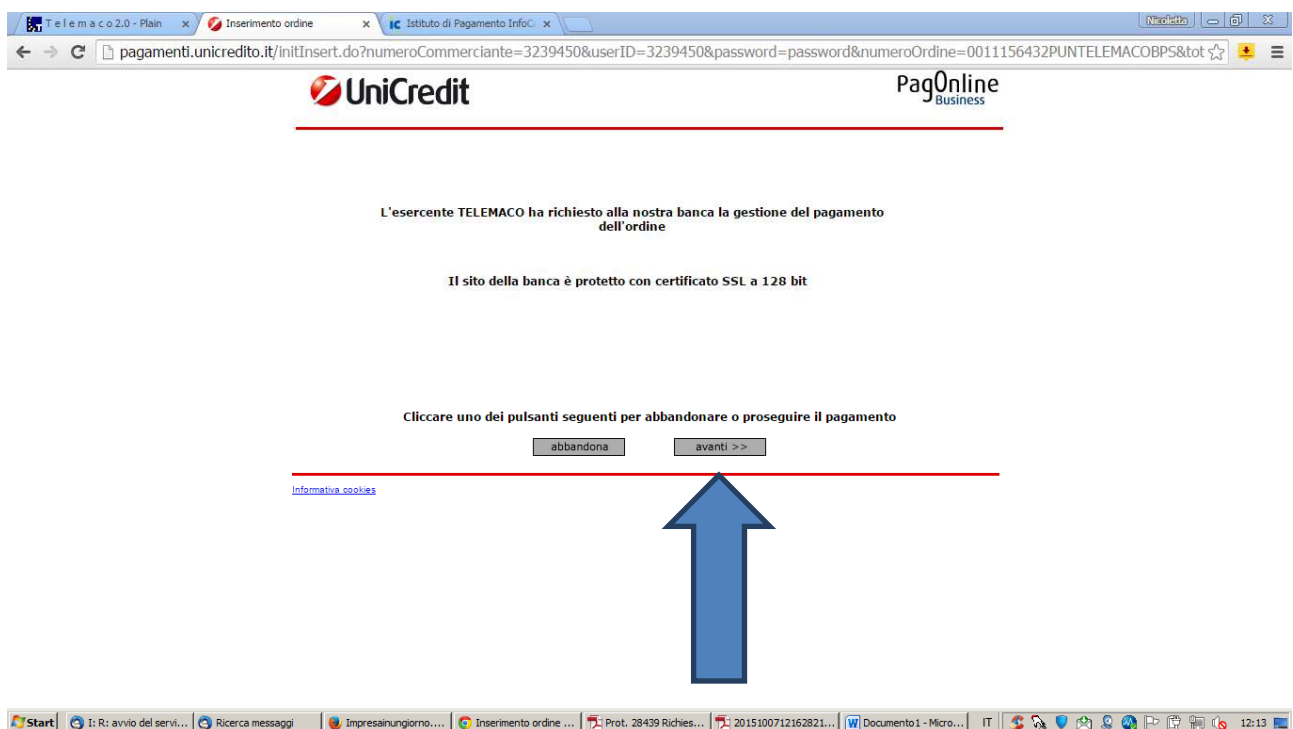 T e l e m a c o 2.0 - Plain
Inserimento ordine
Istituto di Pagamento InfoC
Nicoletta
pagamenti.unicredito.it/initInsert.do?numeroCommerciante=3239450&userID=3239450&password=password&numeroOrdine=0011156432PUNTELEMACOBPS&tot
UniCredit
PagOnline
Business
L'esercente TELEMACO ha richiesto alla nostra banca la gestione del pagamento
dell'ordine
Il sito della banca è protetto con certificato SSL a 128 bit
Cliccare uno dei pulsanti seguenti per abbandonare o proseguire il pagamento
abbandona
avanti >>
Informativa cookies
Start
I: R: avvio del servi...
Ricerca messaggi
Impresainungiorno....
Inserimento ordine ...
Prot. 28439 Richies...
2015100712162821...
Documento1 - Micro...
IT
12:13